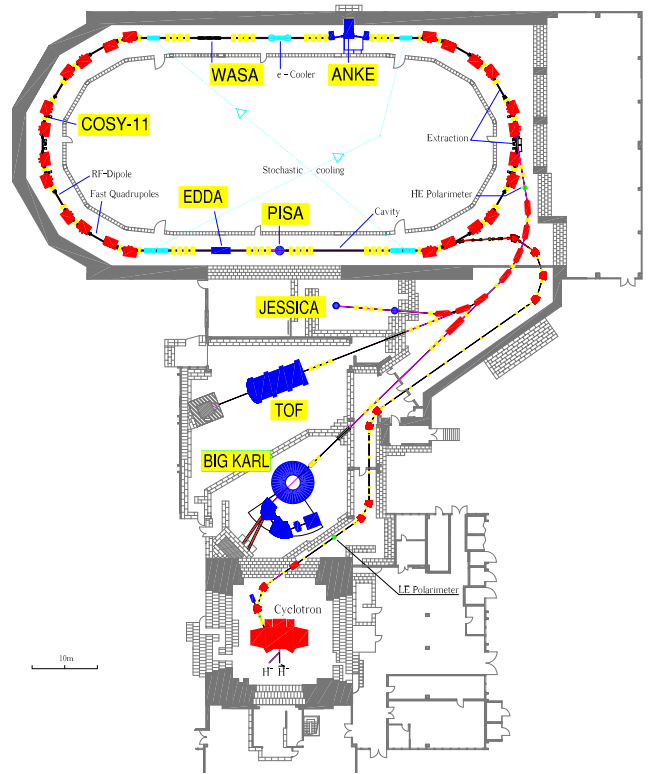 WASA
e-Cooler
ANKE
COSY-11
Extraction
Stochastic cooling
RF-Dipole
Fast Quadrupoles
EDDA
PISA
Cavity
HE Polarimeter
JESSICA
TOF
BIG KARL
LE Polarimeter
Cyclotron
10m
H⁻ H⃗⁻